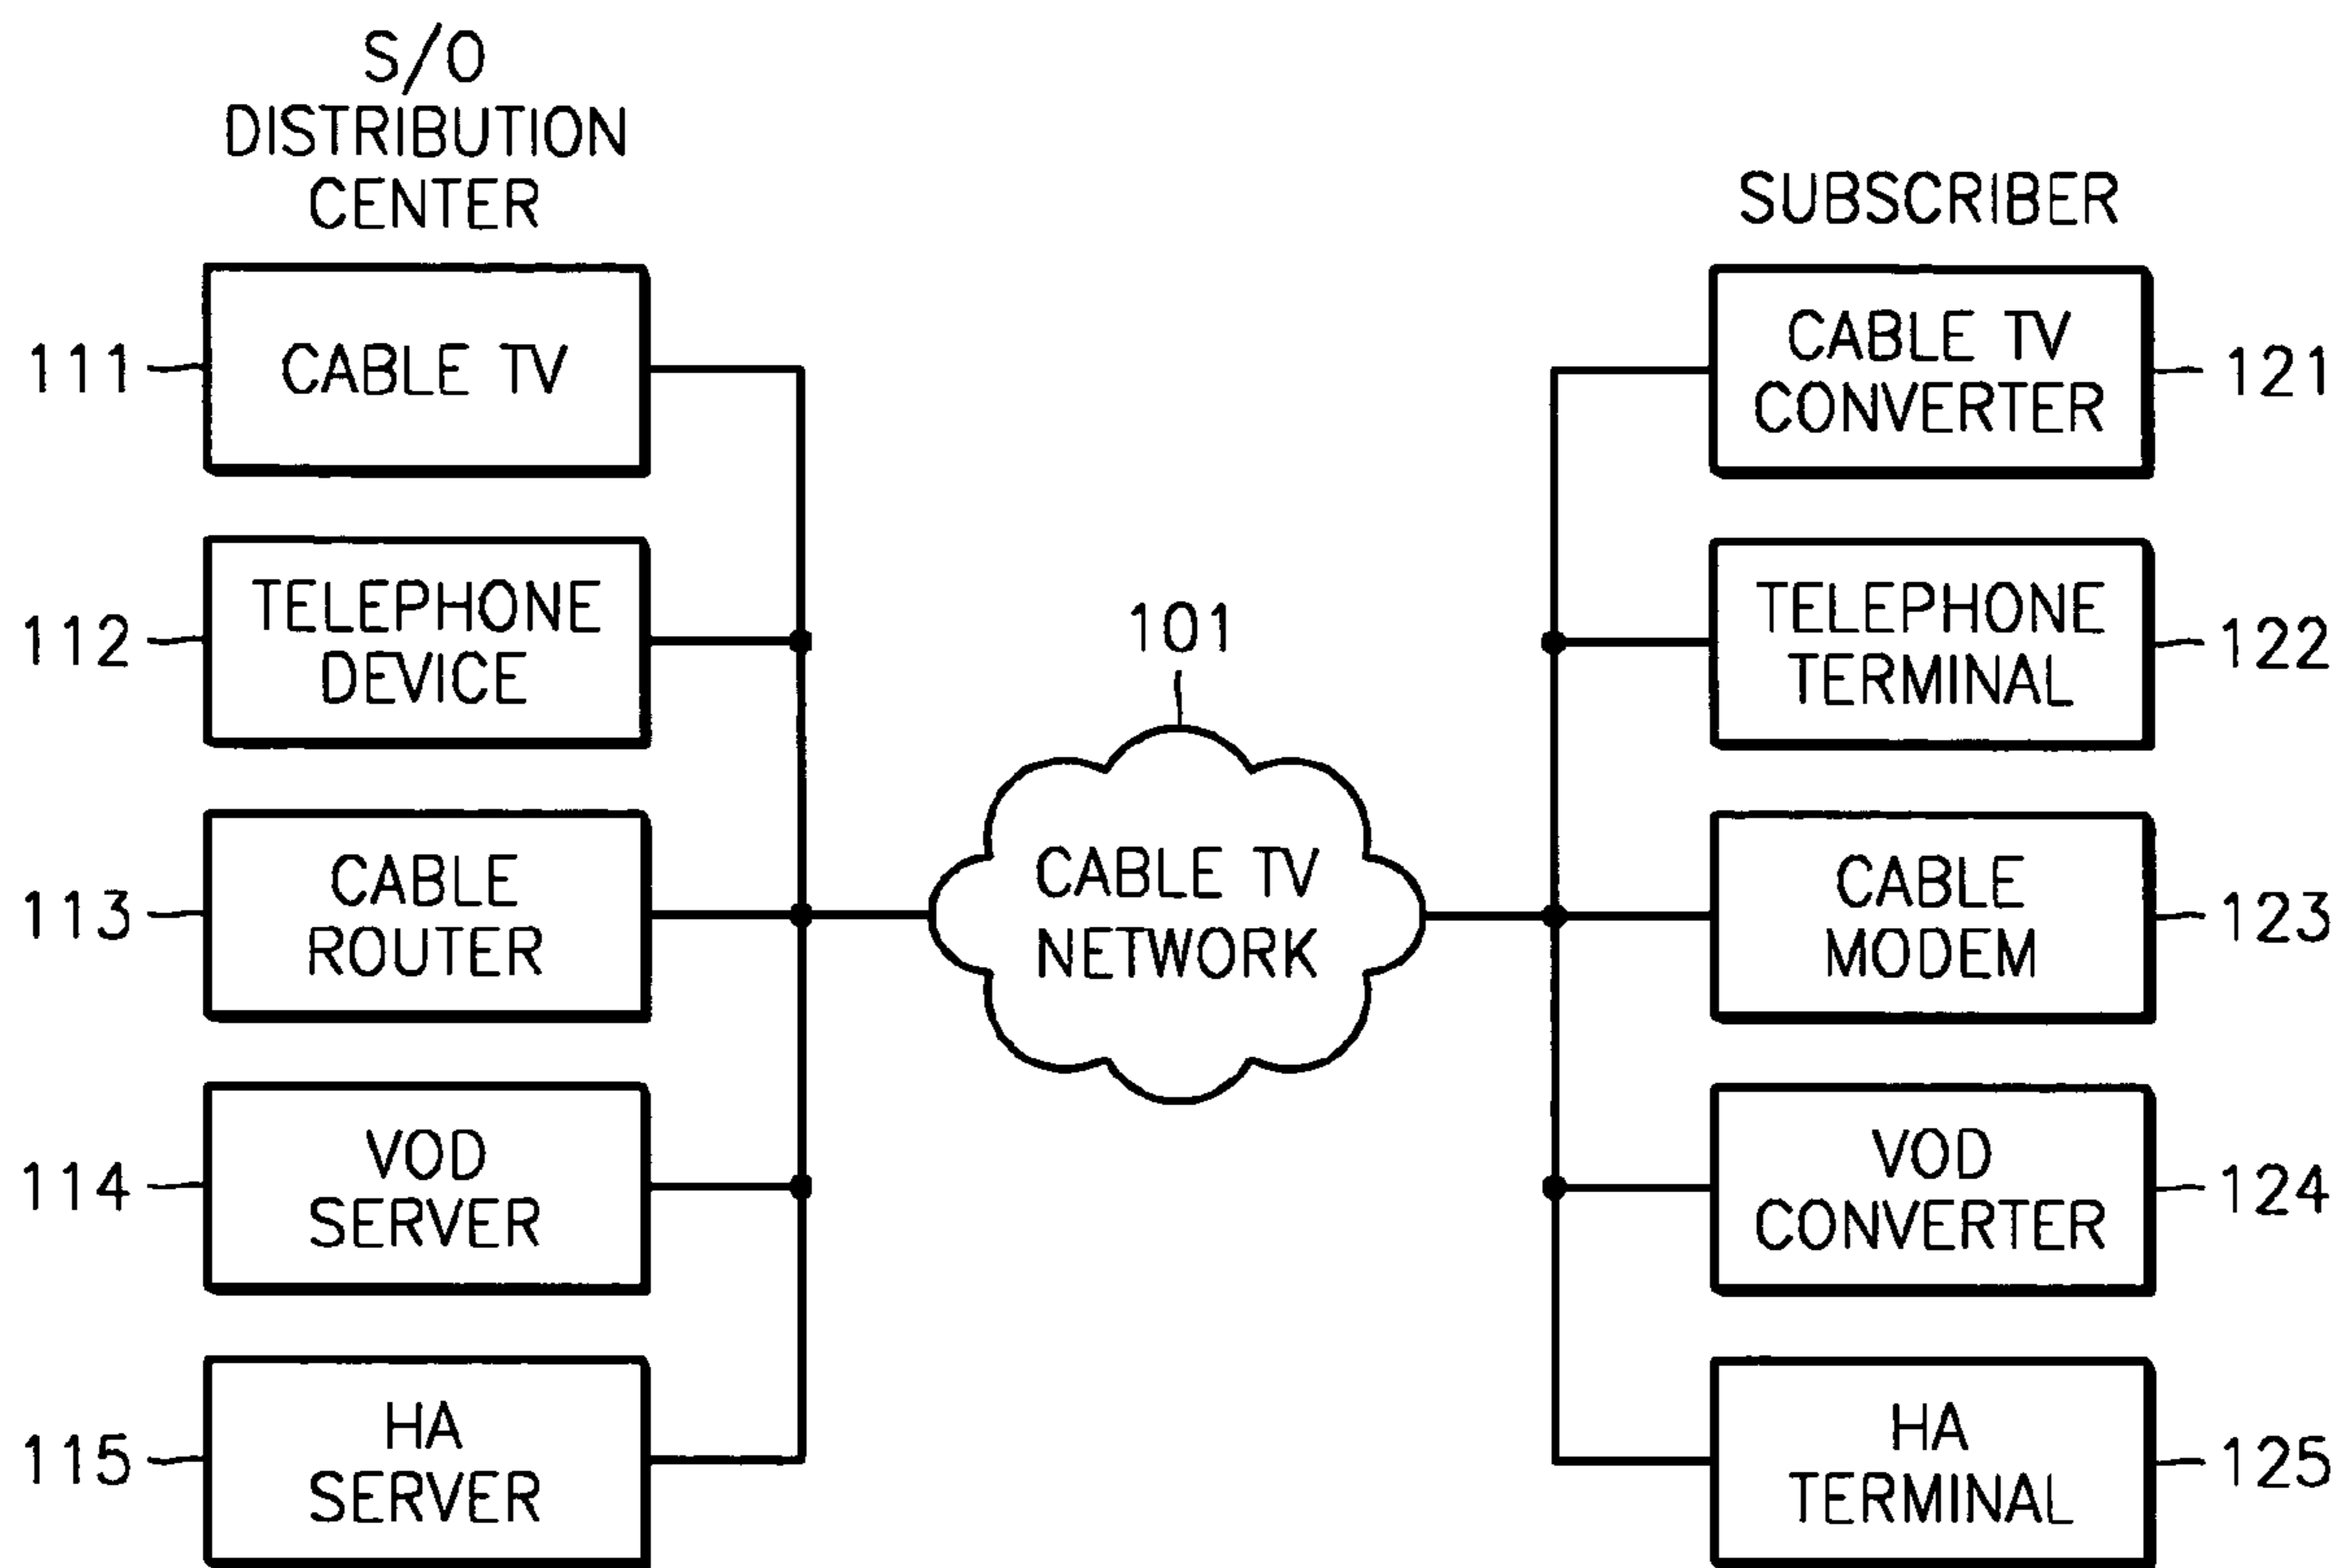 S/O
DISTRIBUTION
CENTER
111
CABLE TV
112
TELEPHONE
DEVICE
113
CABLE
ROUTER
114
VOD
SERVER
115
HA
SERVER
101
CABLE TV
NETWORK
SUBSCRIBER
CABLE TV
CONVERTER
121
TELEPHONE
TERMINAL
122
CABLE
MODEM
123
VOD
CONVERTER
124
HA
TERMINAL
125